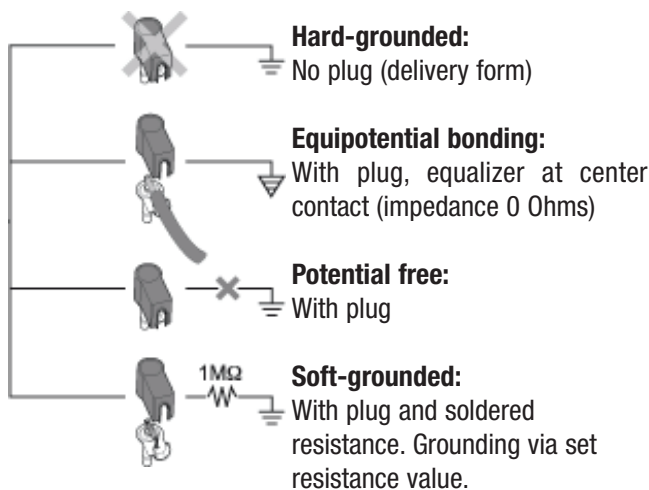 Hard-grounded:
No plug (delivery form)
Equipotential bonding:
With plug, equalizer at center
contact (impedance 0 Ohms)
Potential free:
With plug
1MΩ
Soft-grounded:
With plug and soldered
resistance. Grounding via set
resistance value.